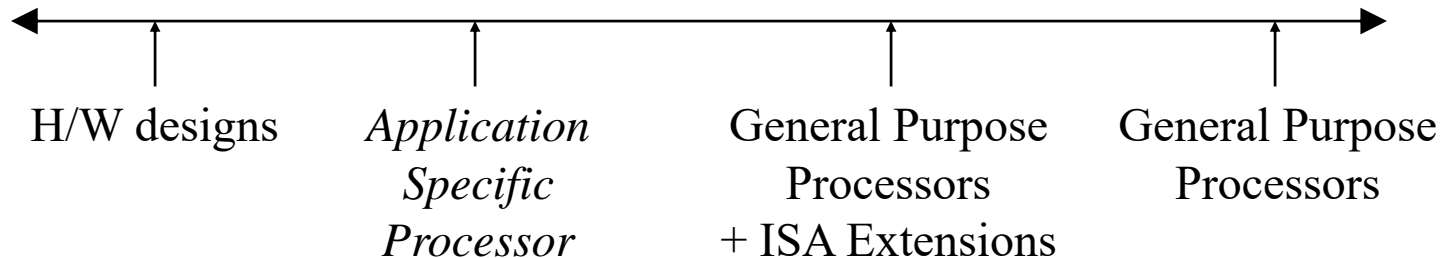 H/W designs
Application
Specific
Processor
General Purpose
Processors
+ ISA Extensions
General Purpose
Processors